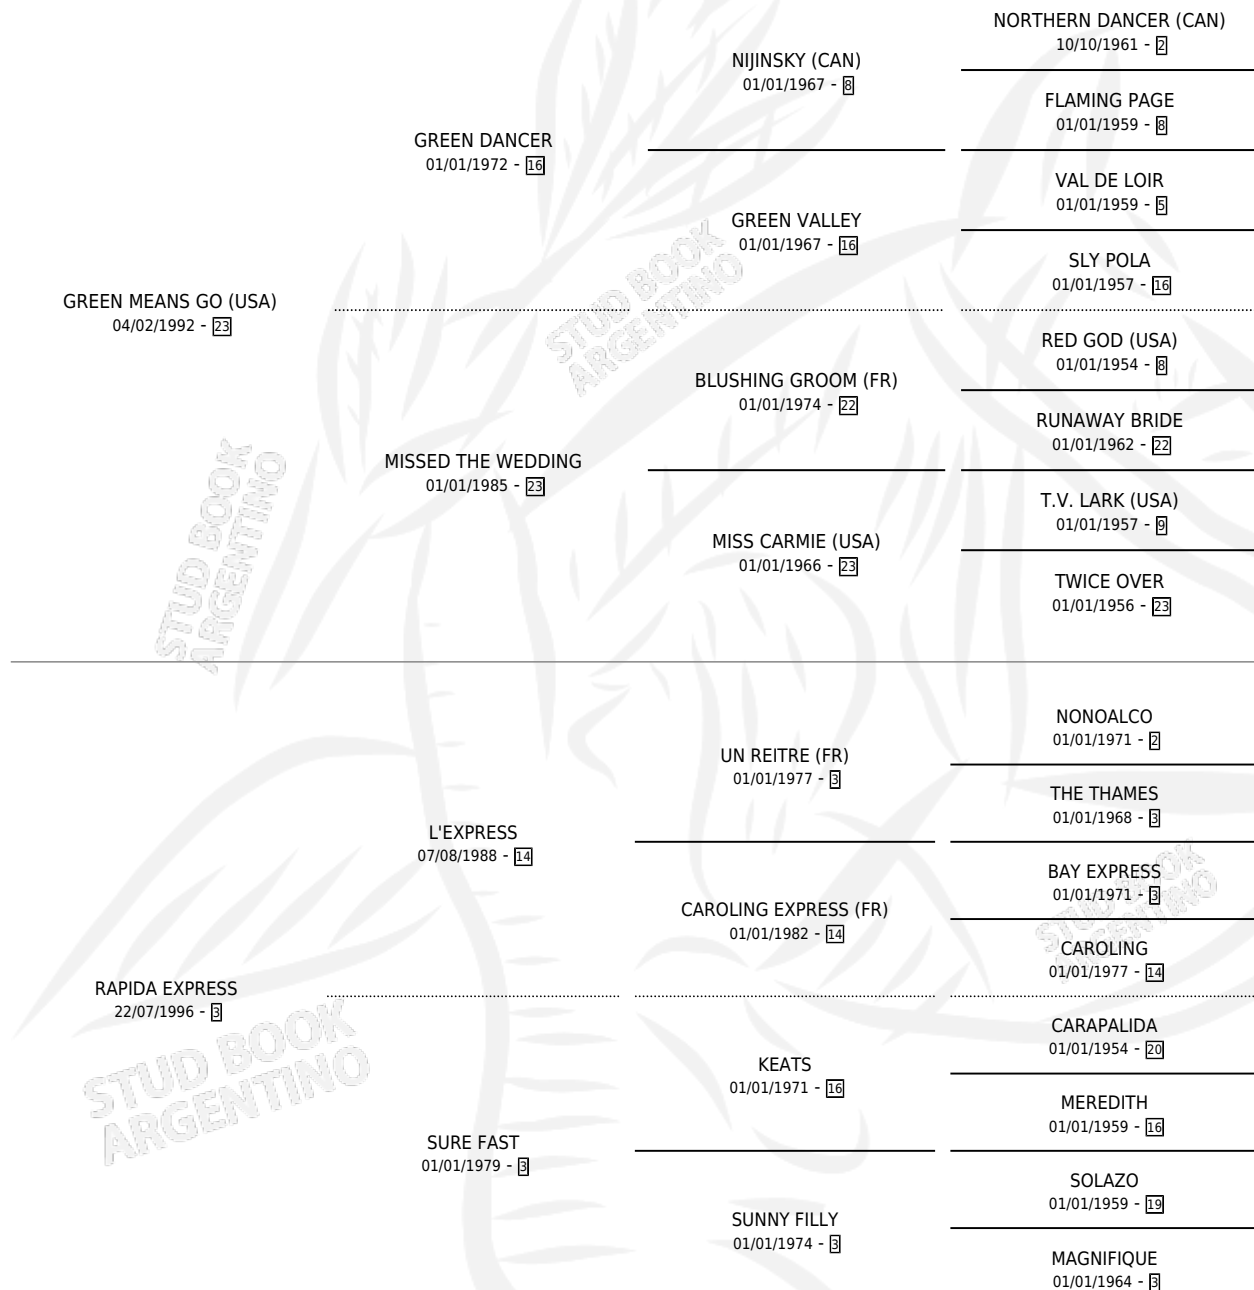 NORTHERN DANCER (CAN)
10/10/1961 - 2
NIJINSKY (CAN)
01/01/1967 - 8
FLAMING PAGE
01/01/1959 - 8
GREEN DANCER
01/01/1972 - 16
VAL DE LOIR
01/01/1959 - 5
GREEN VALLEY
01/01/1967 - 16
SLY POLA
01/01/1957 - 16
GREEN MEANS GO (USA)
04/02/1992 - 23
STUD BOOK
ARGENTINO
RED GOD (USA)
01/01/1954 - 8
BLUSHING GROOM (FR)
01/01/1974 - 22
RUNAWAY BRIDE
01/01/1962 - 22
MISSED THE WEDDING
01/01/1985 - 23
T.V. LARK (USA)
01/01/1957 - 9
MISS CARMIE (USA)
01/01/1966 - 23
TWICE OVER
01/01/1956 - 23
STUD BOOK
ARGENTINO
NONOALCO
01/01/1971 - 2
UN REITRE (FR)
01/01/1977 - 3
THE THAMES
01/01/1968 - 3
L'EXPRESS
07/08/1988 - 14
BAY EXPRESS
01/01/1971 - 3
CAROLING EXPRESS (FR)
01/01/1982 - 14
STUD BOOK
ARGENTINO
CAROLING
01/01/1977 - 14
RAPIDA EXPRESS
22/07/1996 - 3
CARAPALIDA
01/01/1954 - 20
KEATS
01/01/1971 - 16
STUD BOOK
ARGENTINO
MEREDITH
01/01/1959 - 16
SURE FAST
01/01/1979 - 3
SOLAZO
01/01/1959 - 19
SUNNY FILLY
01/01/1974 - 3
MAGNIFIQUE
01/01/1964 - 3